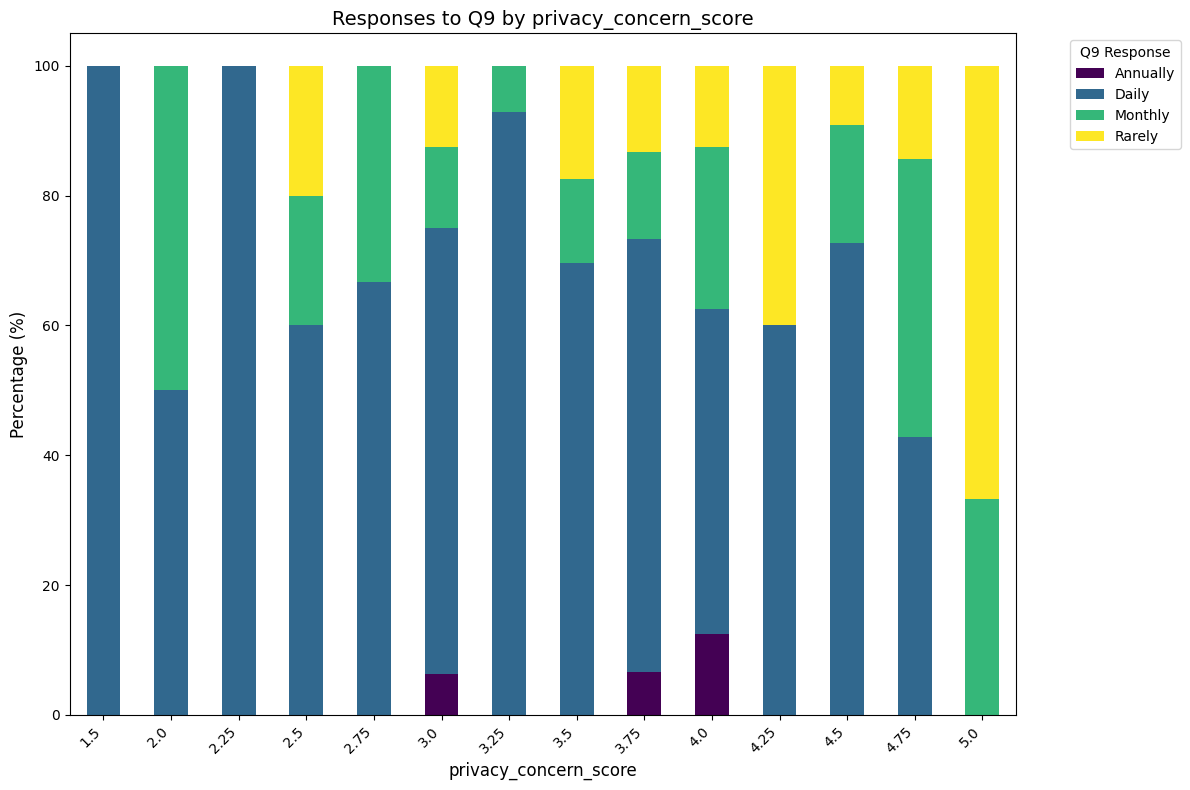 Responses to Q9 by privacy_concern_score
Q9 Response
Annually
Daily
Monthly
Rarely
Percentage (%)
100
80
60
40
20
0
1.5
2.0
2.25
2.5
2.75
3.0
3.25
3.5
3.75
4.0
4.25
4.5
4.75
5.0
privacy_concern_score